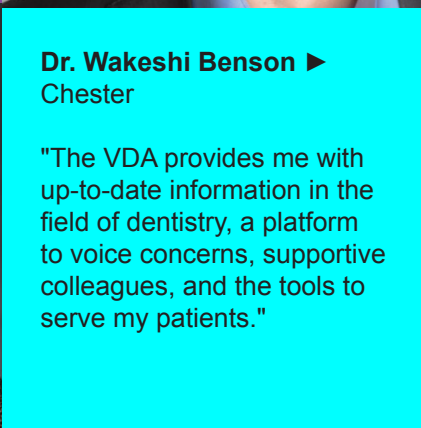 Dr. Wakeshi Benson ►
Chester
"The VDA provides me with
up-to-date information in the
field of dentistry, a platform
to voice concerns, supportive
colleagues, and the tools to
serve my patients."